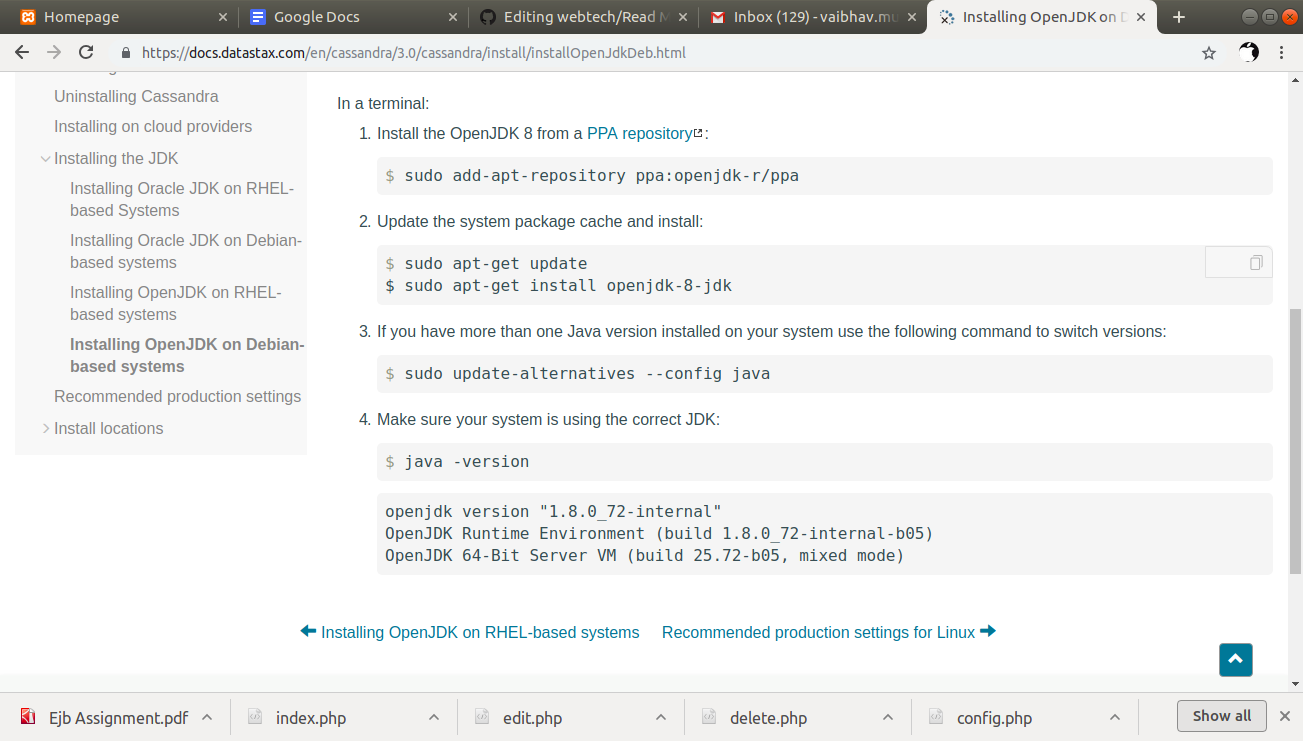 Homepage
Google Docs
Editing webtech/Read M
Inbox (129) - vaibhav.mu
Installing OpenJDK on D
https://docs.datastax.com/en/cassandra/3.0/cassandra/install/installOpenJdkDeb.html
Uninstalling Cassandra
Installing on cloud providers
Installing the JDK
Installing Oracle JDK on RHEL-
based Systems
Installing Oracle JDK on Debian-
based systems
Installing OpenJDK on RHEL-
based systems
Installing OpenJDK on Debian-
based systems
Recommended production settings
Install locations
In a terminal:
1. Install the OpenJDK 8 from a PPA repository:
$ sudo add-apt-repository ppa:openjdk-r/ppa
2. Update the system package cache and install:
$ sudo apt-get update
$ sudo apt-get install openjdk-8-jdk
3. If you have more than one Java version installed on your system use the following command to switch versions:
$ sudo update-alternatives --config java
4. Make sure your system is using the correct JDK:
$ java -version
openjdk version "1.8.0_72-internal"
OpenJDK Runtime Environment (build 1.8.0_72-internal-b05)
OpenJDK 64-Bit Server VM (build 25.72-b05, mixed mode)
Installing OpenJDK on RHEL-based systems
Recommended production settings for Linux
Ejb Assignment.pdf
index.php
edit.php
delete.php
config.php
Show all